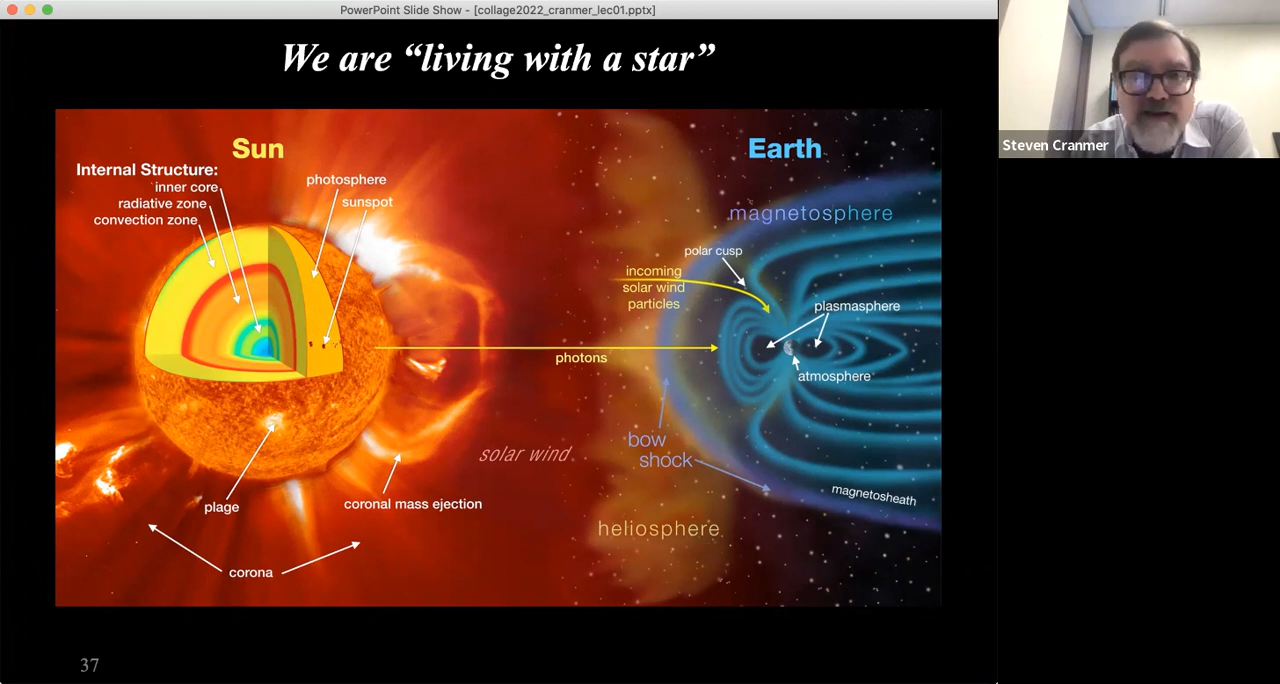 PowerPoint Slide Show - [collage2022_cranmer_lec01.pptx]
We are “living with a star”
Steven Cranmer
Sun
Earth
Internal Structure:
inner core
radiative zone
convection zone
photosphere
sunspot
magnetosphere
polar cusp
incoming
solar wind
particles
plasmasphere
photons
atmosphere
bow
shock
solar wind
magnetosheath
plage
coronal mass ejection
heliosphere
corona
37